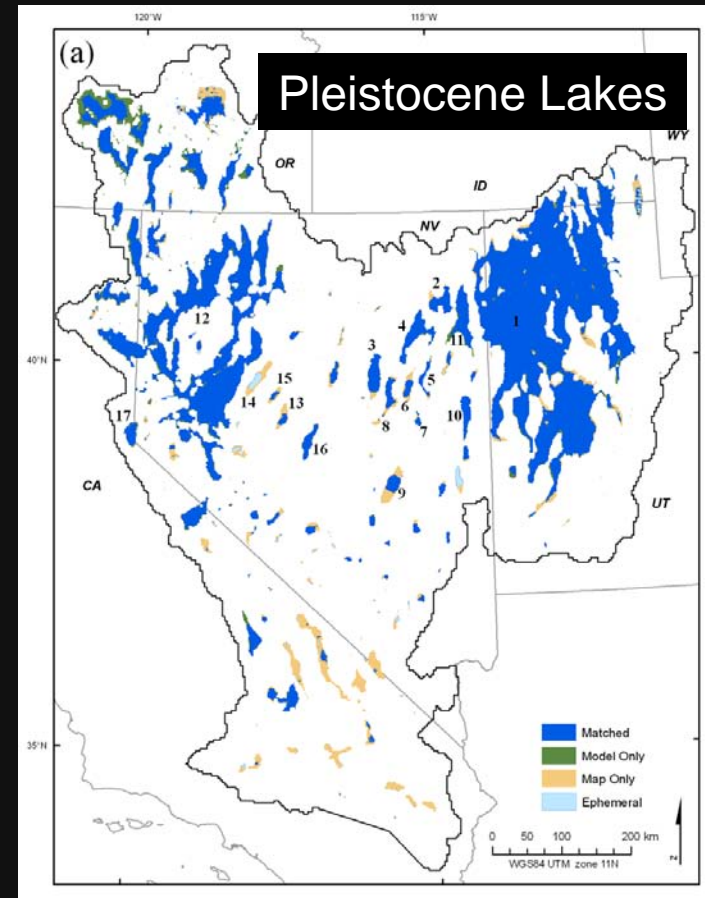 120°W
115°W
(a)
Pleistocene Lakes
WY
OR
ID
NV
2
1
12
4
3
11
40°N
15
5
14
13
6
10
17
8
7
16
9
CA
UT
35°N
Matched
Model Only
Map Only
Ephemeral
0 50 100 200 km
WGS84 UTM zone 11N
z